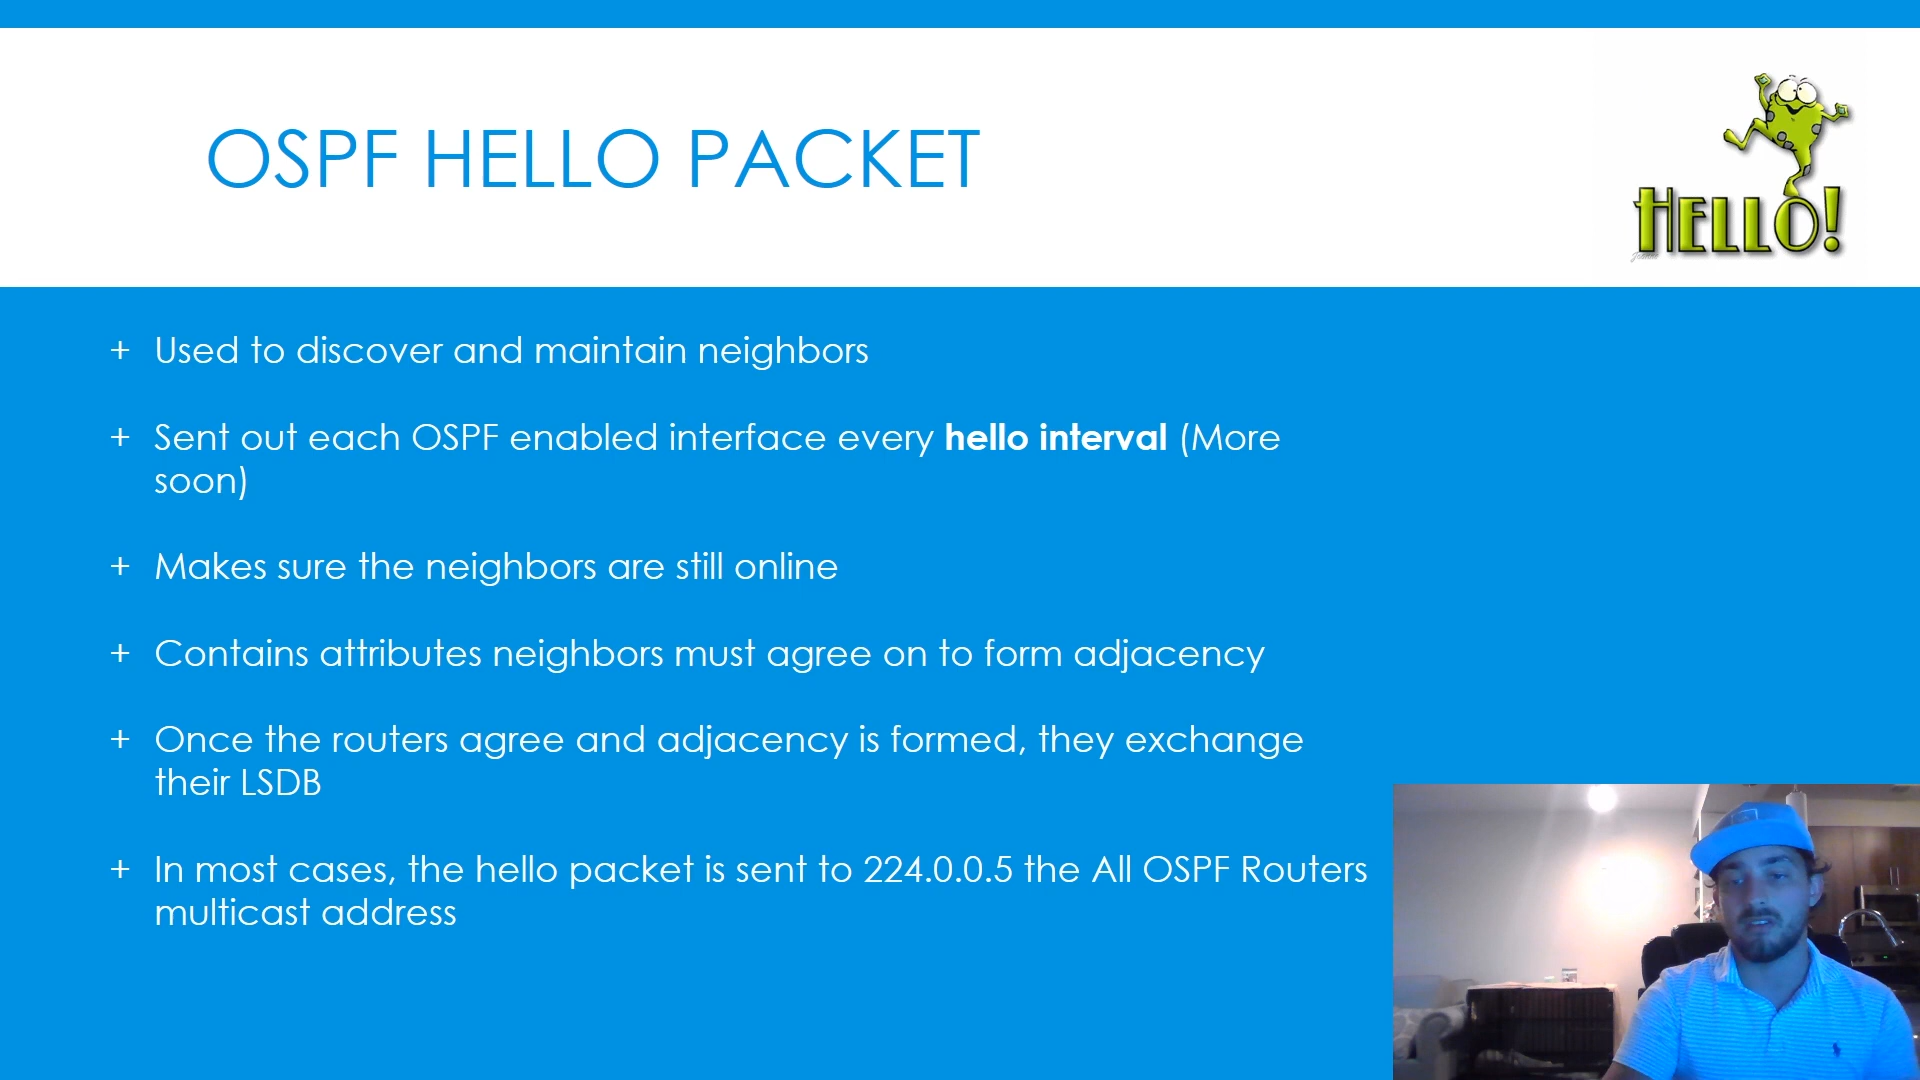 OSPF HELLO PACKET
HELLO!
+ Used to discover and maintain neighbors
+ Sent out each OSPF enabled interface every hello interval (More
soon)
+ Makes sure the neighbors are still online
+ Contains attributes neighbors must agree on to form adjacency
+ Once the routers agree and adjacency is formed, they exchange
their LSDB
+ In most cases, the hello packet is sent to 224.0.0.5 the All OSPF Routers
multicast address